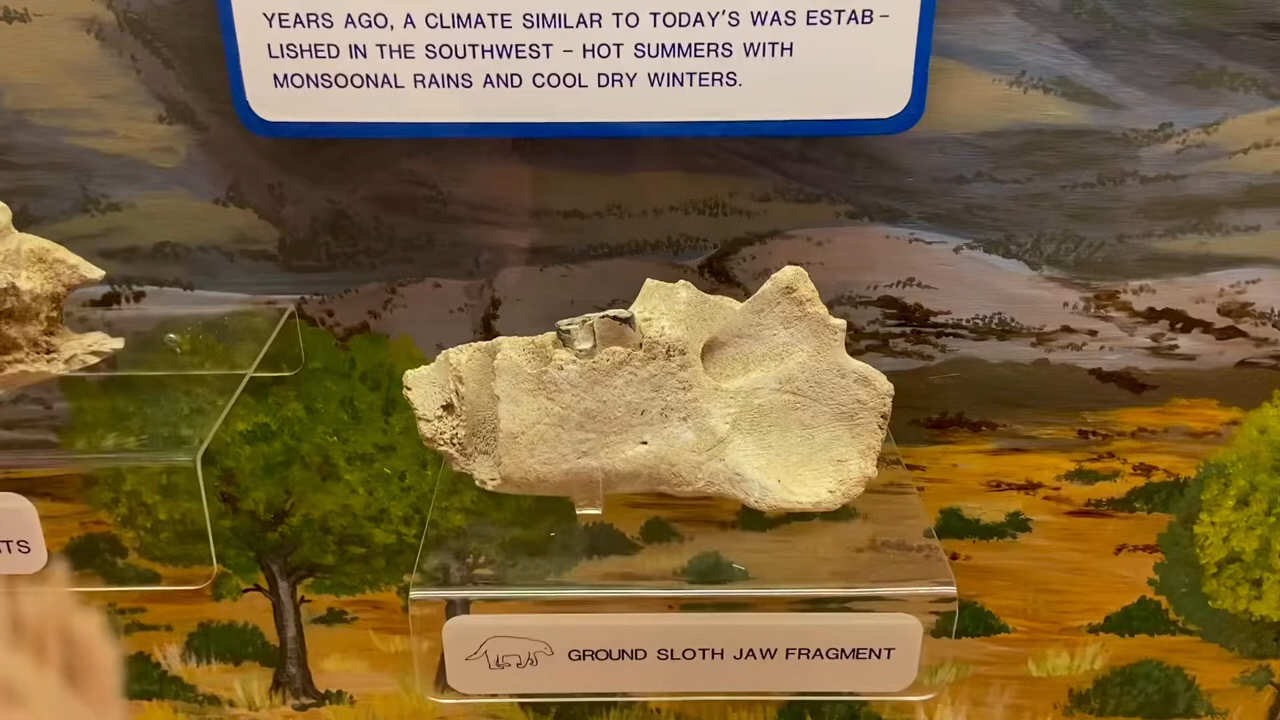 YEARS AGO, A CLIMATE SIMILAR TO TODAY'S WAS ESTAB-
LISHED IN THE SOUTHWEST - HOT SUMMERS WITH
MONSOONAL RAINS AND COOL DRY WINTERS.
GROUND SLOTH JAW FRAGMENT